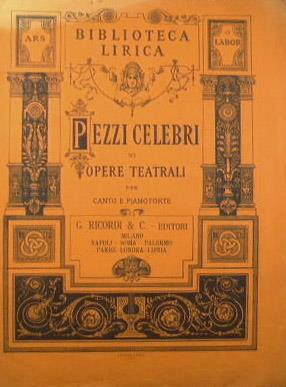 ARS
ET
LABOR
BIBLIOTECA
LIRICA
PEZZI CELEBRI
DI
OPERE TEATRALI
PER
CANTO E PIANOFORTE
G. RICORDI & C. - EDITORI
MILANO
NAPOLI - ROMA - PALERMO
PARIGI-LONDRA-LIPSIA